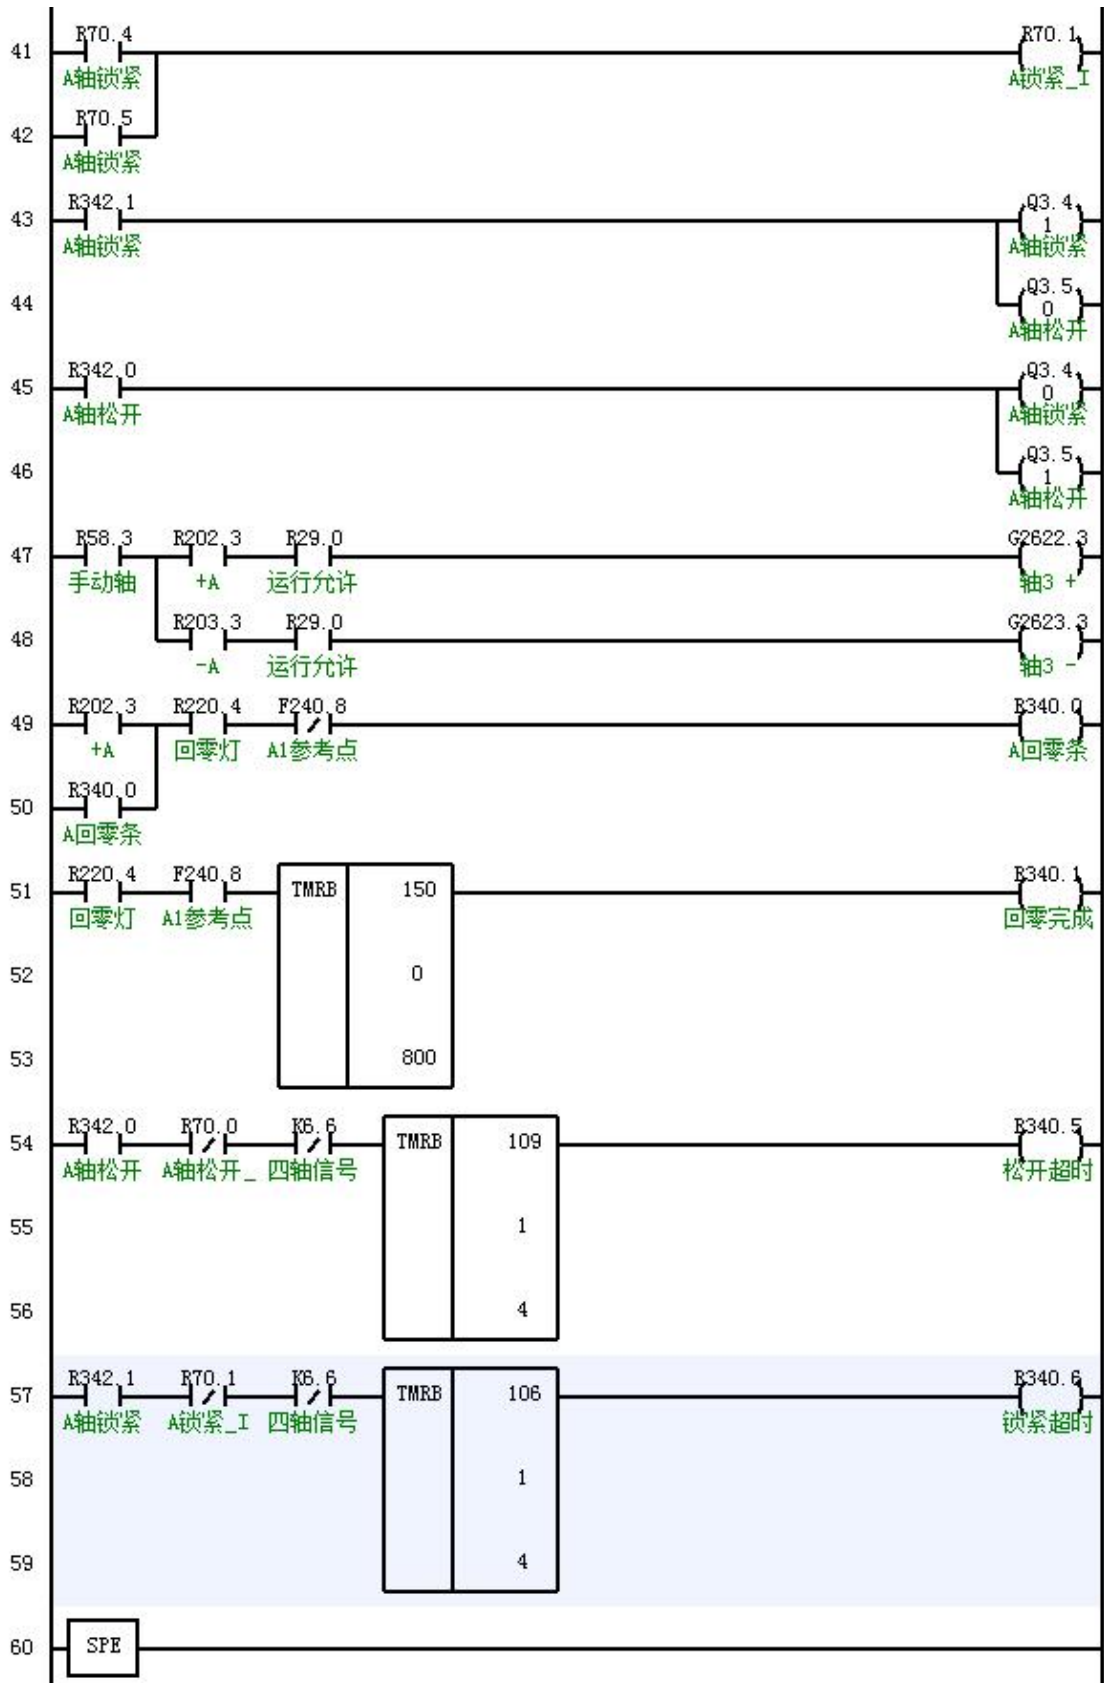 R70.4 R70.1
41
A轴锁紧 A锁紧_I
R70.5
42
A轴锁紧
R342.1 Q3.4
43 1
A轴锁紧 A轴锁紧
Q3.5
44 0
A轴松开
R342.0 Q3.4
45 0
A轴松开 A轴锁紧
Q3.5
46 1
A轴松开
R58.3 R202.3 R29.0 G2622.3
47
手动轴 +A 运行允许 轴3 +
R203.3 R29.0 G2623.3
48
-A 运行允许 轴3 -
R202.3 R220.4 F240.8 R340.0
49
+A 回零灯 A1参考点 A回零条
R340.0
50
A回零条
R220.4 F240.8 R340.1
51 TMRB 150
回零灯 A1参考点 回零完成
52 0
53 800
R342.0 R70.0 K6.6 R340.5
54 TMRB 109
A轴松开 A轴松开_ 四轴信号 松开超时
55 1
56 4
R342.1 R70.1 K6.6 R340.6
57 TMRB 106
A轴锁紧 A锁紧_I 四轴信号 锁紧超时
58 1
59 4
60 SPE